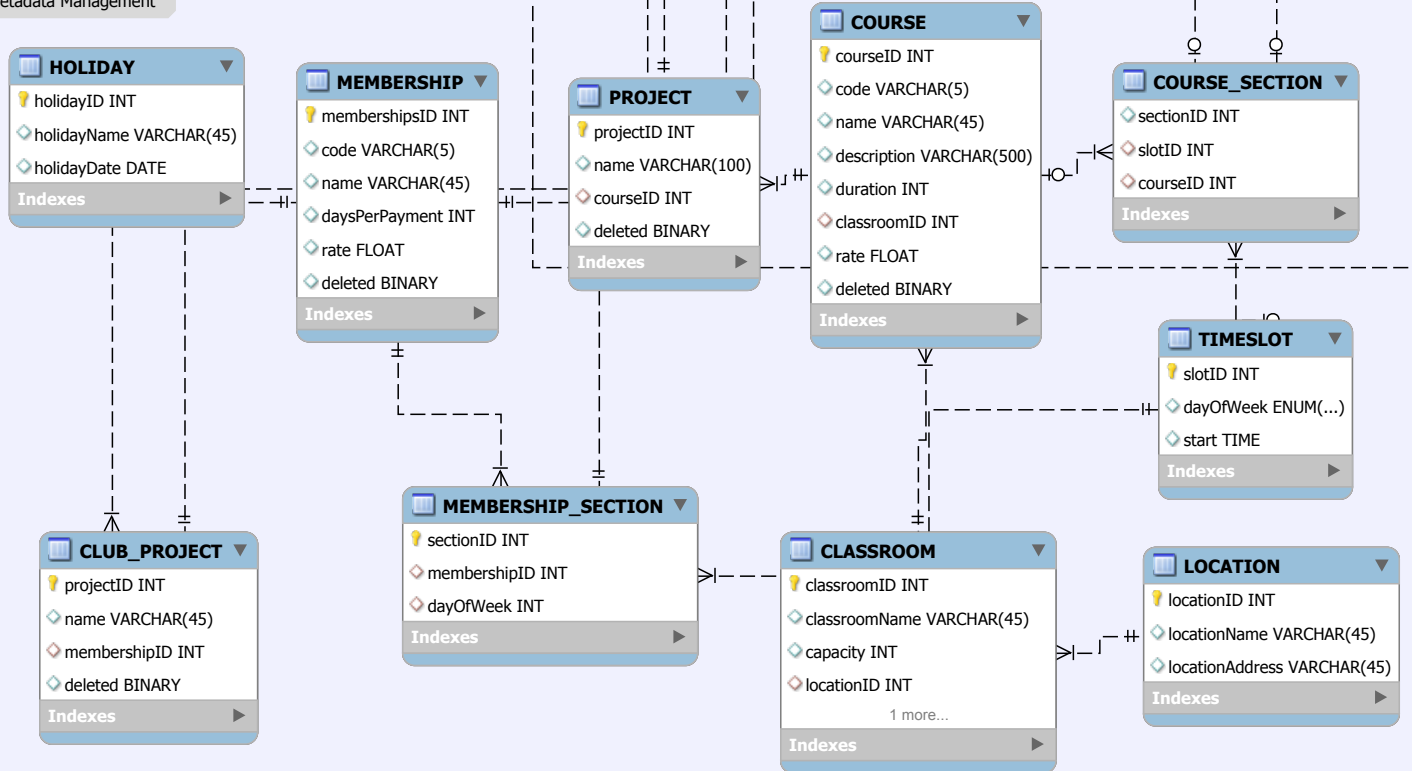 etadata Management
HOLIDAY
holidayID INT
holidayName VARCHAR(45)
holidayDate DATE
Indexes
MEMBERSHIP
membershipsID INT
code VARCHAR(5)
name VARCHAR(45)
daysPerPayment INT
rate FLOAT
deleted BINARY
Indexes
PROJECT
projectID INT
name VARCHAR(100)
courseID INT
deleted BINARY
Indexes
COURSE
courseID INT
code VARCHAR(5)
name VARCHAR(45)
description VARCHAR(500)
duration INT
classroomID INT
rate FLOAT
deleted BINARY
Indexes
COURSE_SECTION
sectionID INT
slotID INT
courseID INT
Indexes
TIMESLOT
slotID INT
dayOfWeek ENUM(...)
start TIME
Indexes
CLUB_PROJECT
projectID INT
name VARCHAR(45)
membershipID INT
deleted BINARY
Indexes
MEMBERSHIP_SECTION
sectionID INT
membershipID INT
dayOfWeek INT
Indexes
CLASSROOM
classroomID INT
classroomName VARCHAR(45)
capacity INT
locationID INT
1 more...
Indexes
LOCATION
locationID INT
locationName VARCHAR(45)
locationAddress VARCHAR(45)
Indexes